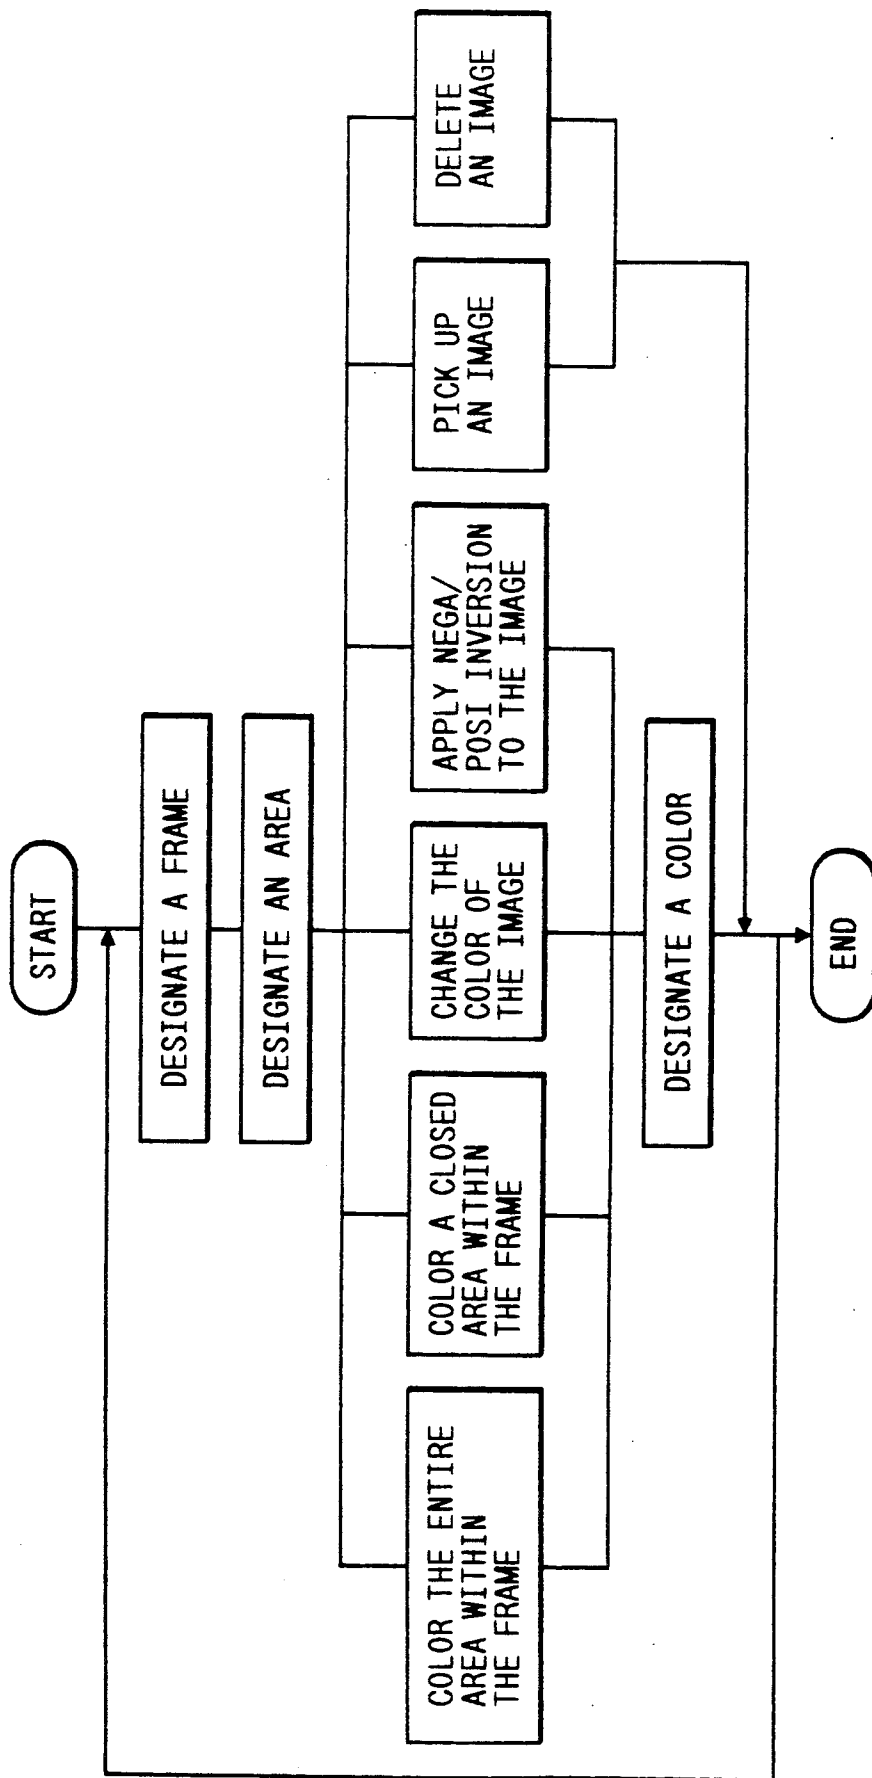 START
DESIGNATE A FRAME
DESIGNATE AN AREA
COLOR THE ENTIRE
AREA WITHIN
THE FRAME
COLOR A CLOSED
AREA WITHIN
THE FRAME
CHANGE THE
COLOR OF
THE IMAGE
APPLY NEGA/
POSI INVERSION
TO THE IMAGE
PICK UP
AN IMAGE
DELETE
AN IMAGE
DESIGNATE A COLOR
END